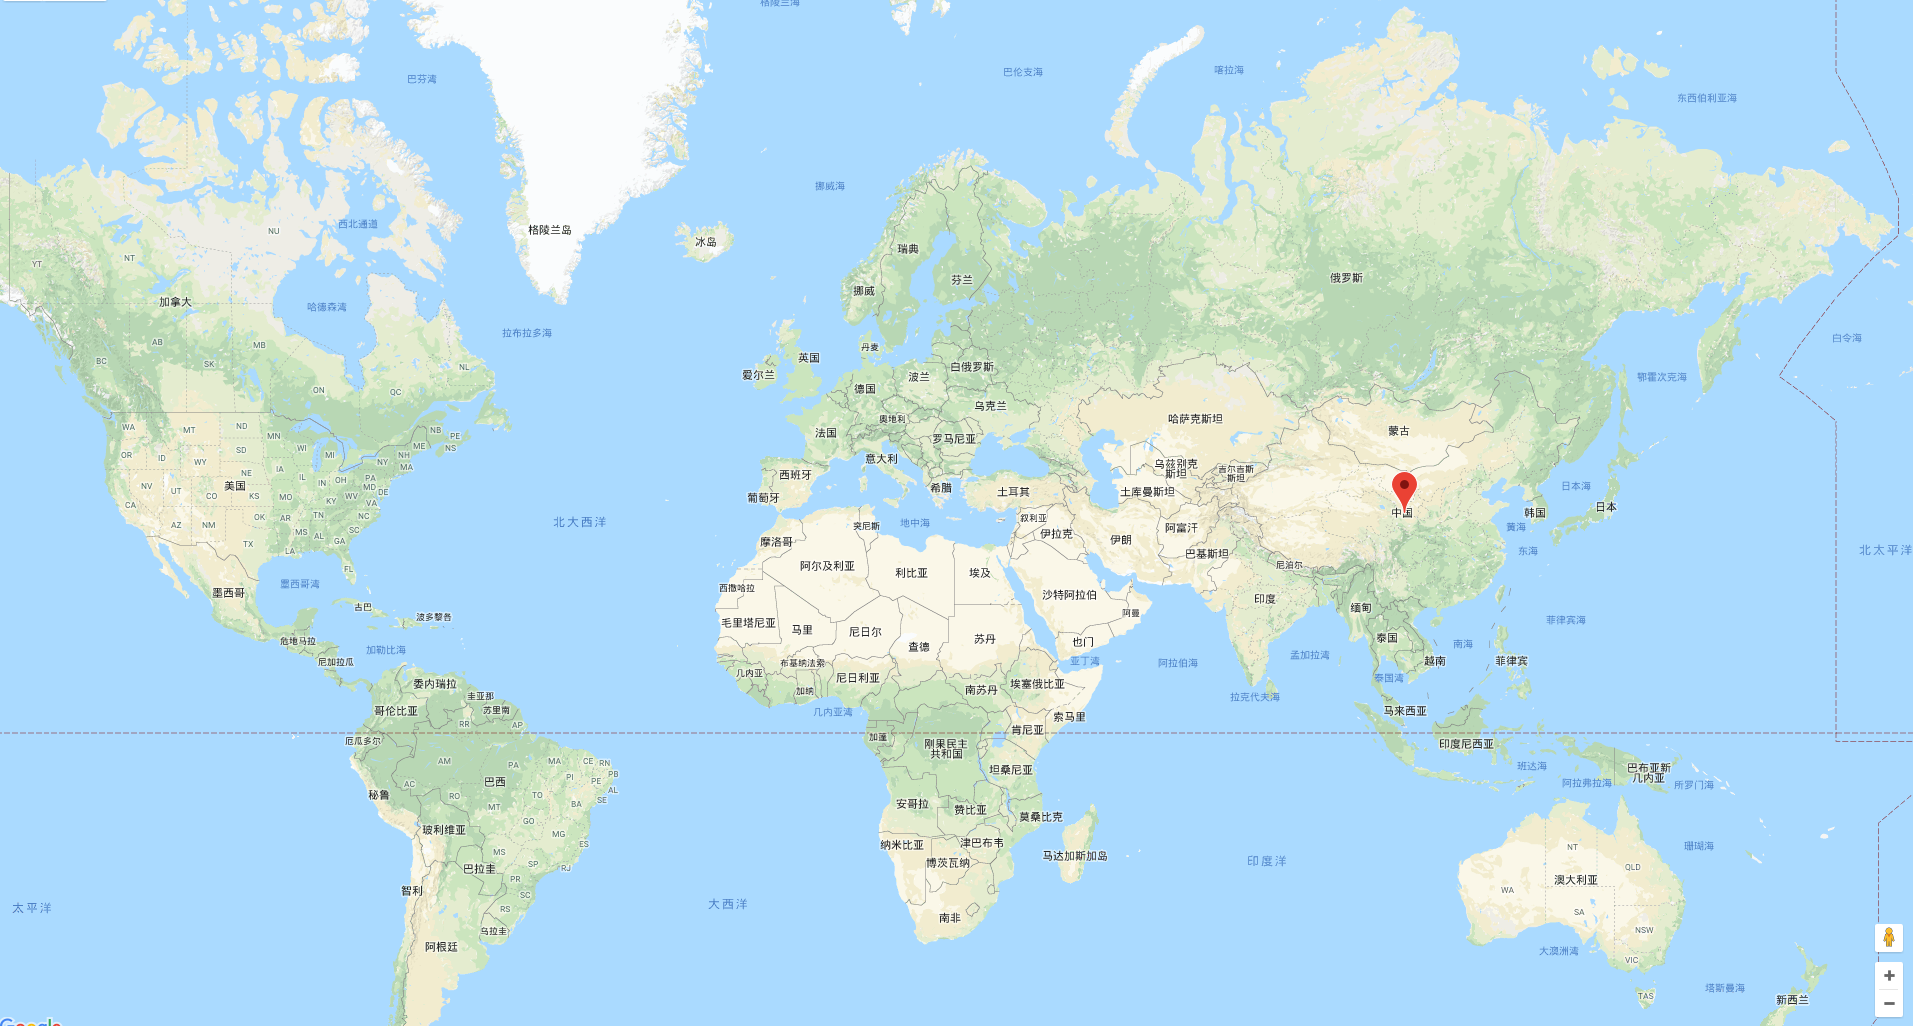 格陵兰海
巴芬湾
巴伦支海
喀拉海
东西伯利亚海
挪威海
西北通道
NU
格陵兰岛
冰岛
瑞典
YT
NT
芬兰
俄罗斯
挪威
加拿大
哈德森湾
拉布拉多海
白令海
AB
MB
BC
SK
丹麦
英国
爱尔兰
白俄罗斯
NL
波兰
鄂霍次克海
ON
QC
德国
乌克兰
奥地利
哈萨克斯坦
WA
MT
ND
MN
NB
PE
NS
法国
罗马尼亚
蒙古
OR
ID
SD
WI
MI
ME
NH
NY
MA
WY
意大利
乌兹别克
斯坦
吉尔吉斯
斯坦
NV
UT
NE
IA
IL
IN
OH
PA
MD
DE
美国
西班牙
希腊
CO
KS
MO
KY
WV
VA
葡萄牙
土耳其
土库曼斯坦
日本海
CA
AZ
NM
OK
AR
TN
NC
SC
中国
韩国
日本
北大西洋
突尼斯
地中海
叙利亚
伊拉克
阿富汗
黄海
TX
MS
AL
GA
LA
摩洛哥
伊朗
东海
北太平洋
巴基斯坦
FL
阿尔及利亚
利比亚
埃及
尼泊尔
墨西哥湾
西撒哈拉
墨西哥
沙特阿拉伯
印度
古巴
波多黎各
阿曼
缅甸
菲律宾海
毛里塔尼亚
马里
尼日尔
苏丹
危地马拉
加勒比海
查德
也门
泰国
南海
尼加拉瓜
布基纳法索
亚丁湾
阿拉伯海
孟加拉湾
越南
菲律宾
几内亚
尼日利亚
委内瑞拉
圭亚那
加纳
南苏丹
埃塞俄比亚
泰国湾
拉克代夫海
哥伦比亚
苏里南
几内亚湾
索马里
马来西亚
RR
AP
肯尼亚
厄瓜多尔
加蓬
刚果民主
共和国
印度尼西亚
AM
PA
MA
CE
RN
PB
坦桑尼亚
班达海
巴布亚新
几内亚
AC
巴西
PI
PE
AL
SE
阿拉弗拉海
所罗门海
秘鲁
RO
MT
TO
BA
安哥拉
赞比亚
莫桑比克
玻利维亚
GO
MG
ES
纳米比亚
津巴布韦
珊瑚海
NT
MS
SP
RJ
博茨瓦纳
马达加斯加岛
印度洋
巴拉圭
PR
QLD
智利
SC
澳大利亚
WA
太平洋
RS
大西洋
南非
SA
乌拉圭
NSW
阿根廷
大澳洲湾
VIC
塔斯曼海
TAS
新西兰